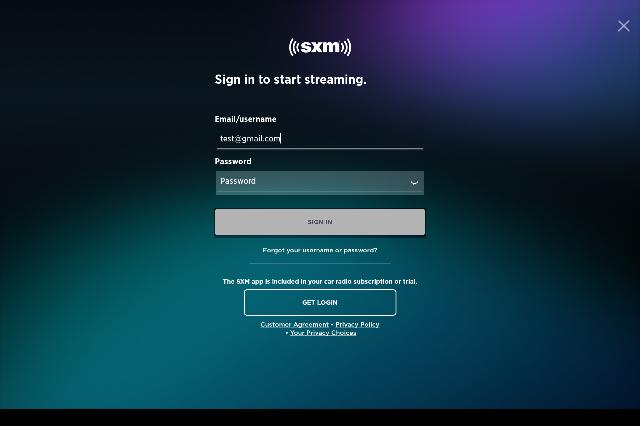 sxm
Sign in to start streaming.
Email/username
test@gmail.com
Password
Password
SIGN IN
Forgot your username or password?
The SXM app is included in your car radio subscription or trial.
GET LOGIN
Customer Agreement • Privacy Policy
• Your Privacy Choices